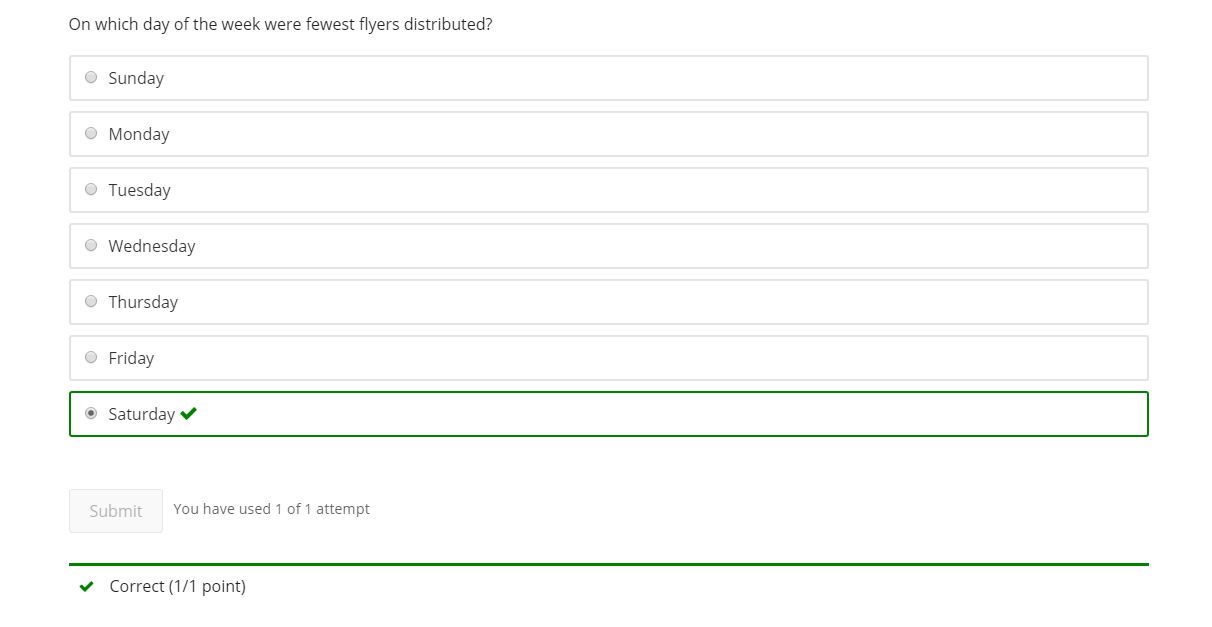 On which day of the week were fewest flyers distributed?
Sunday
Monday
Tuesday
Wednesday
Thursday
Friday
Saturday
Submit You have used 1 of 1 attempt
Correct (1/1 point)